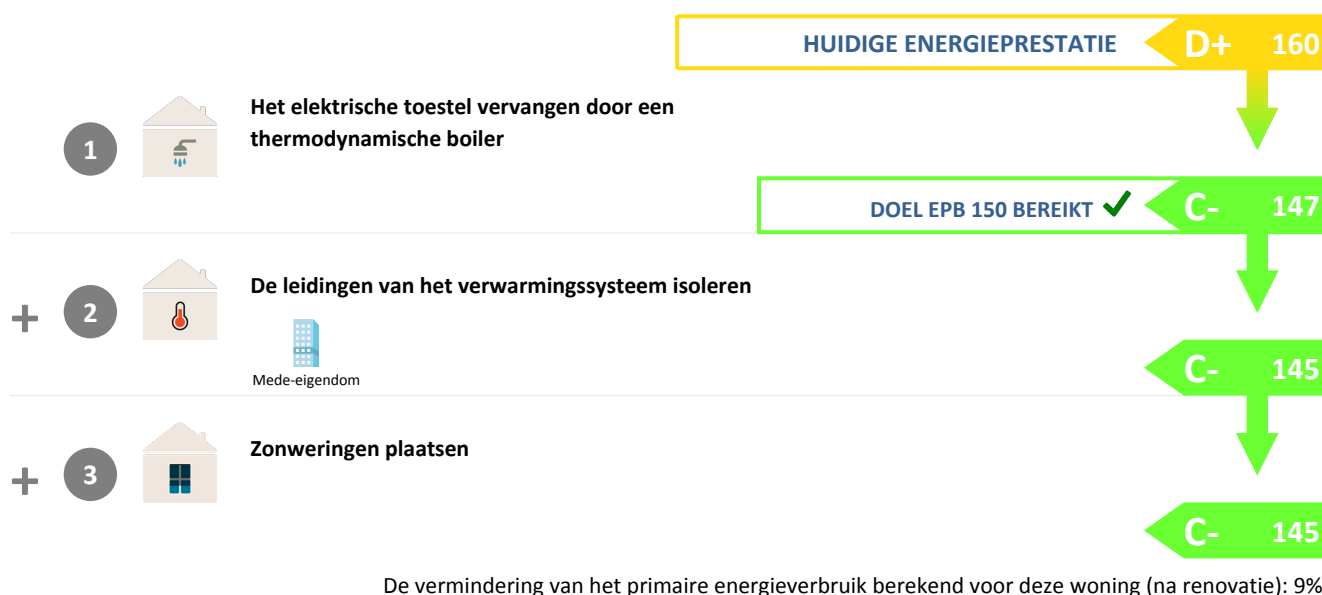 HUIDIGE ENERGIEPRESTATIE D+ 160
1 Het elektrische toestel vervangen door een
thermodynamische boiler
DOEL EPB 150 BEREIKT ✔ C- 147
+ 2 De leidingen van het verwarmingssysteem isoleren
Mede-eigendom
C- 145
+ 3 Zonweringen plaatsen
C- 145
De vermindering van het primaire energieverbruik berekend voor deze woning (na renovatie): 9%